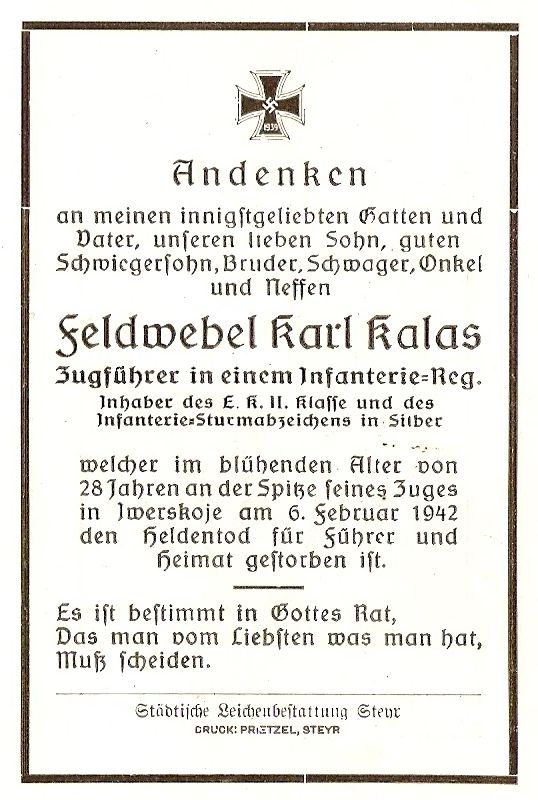 1939
Andenken
an meinen innigſtgeliebten Gatten und
Vater, unſeren lieben Sohn, guten
Schwiegerſohn, Bruder, Schwager, Onkel
und Neffen
Feldwebel Karl Kalas
Zugführer in einem Infanterie=Reg.
Inhaber des E. K. II. Klaſſe und des
Infanterie=Sturmabzeichens in Silber
welcher im blühenden Alter von
28 Jahren an der Spitze ſeines Zuges
in Iwerskoje am 6. Februar 1942
den Heldentod für Führer und
Heimat geſtorben iſt.
Es iſt beſtimmt in Gottes Rat,
Das man vom Liebſten was man hat,
Muß ſcheiden.
Städtiſche Leichenbeſtattung Steyr
DRUCK: PRIETZEL, STEYR